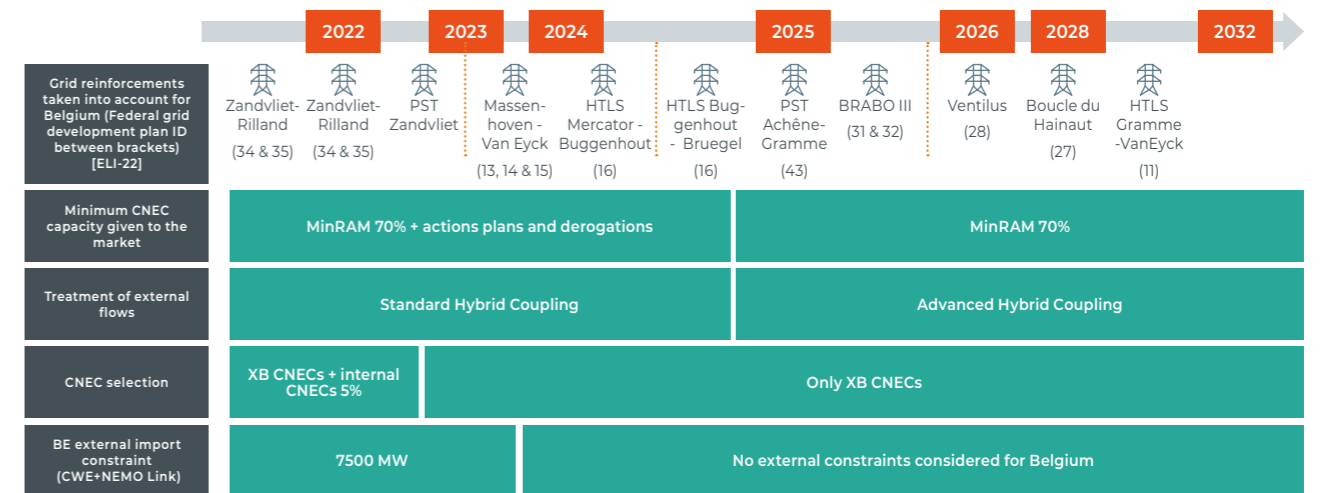 2022
2023
2024
2025
2026
2028
2032
Grid reinforcements
taken into account for
Belgium (Federal grid
development plan ID
between brackets)
[ELI-22]
Zandvliet-
Rilland
(34 & 35)
Zandvliet-
Rilland
(34 & 35)
PST
Zandvliet
Massen-
hoven -
Van Eyck
(13, 14 & 15)
HTLS
Mercator -
Buggenhout
(16)
HTLS Bug-
genhout
- Bruegel
(16)
PST
Achêne-
Gramme
(43)
BRABO III
(31 & 32)
Ventilus
(28)
Boucle du
Hainaut
(27)
HTLS
Gramme
-VanEyck
(11)
Minimum CNEC
capacity given to the
market
MinRAM 70% + actions plans and derogations
MinRAM 70%
Treatment of external
flows
Standard Hybrid Coupling
Advanced Hybrid Coupling
CNEC selection
XB CNECs + internal
CNECs 5%
Only XB CNECs
BE external import
constraint
(CWE+NEMO Link)
7500 MW
No external constraints considered for Belgium